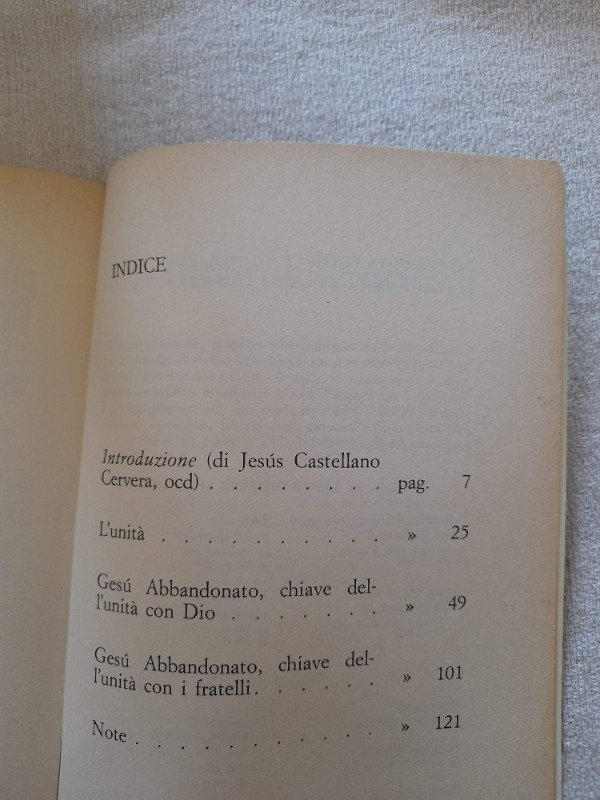 INDICE
Introduzione (di Jesús Castellano
Cervera, ocd) . . . . . . . . pag. 7
L'unità . . . . . . . . . . » 25
Gesú Abbandonato, chiave del-
l'unità con Dio . . . . . . . » 49
Gesú Abbandonato, chiave del-
l'unità con i fratelli . . . . . . » 101
Note . . . . . . . . . . . » 121